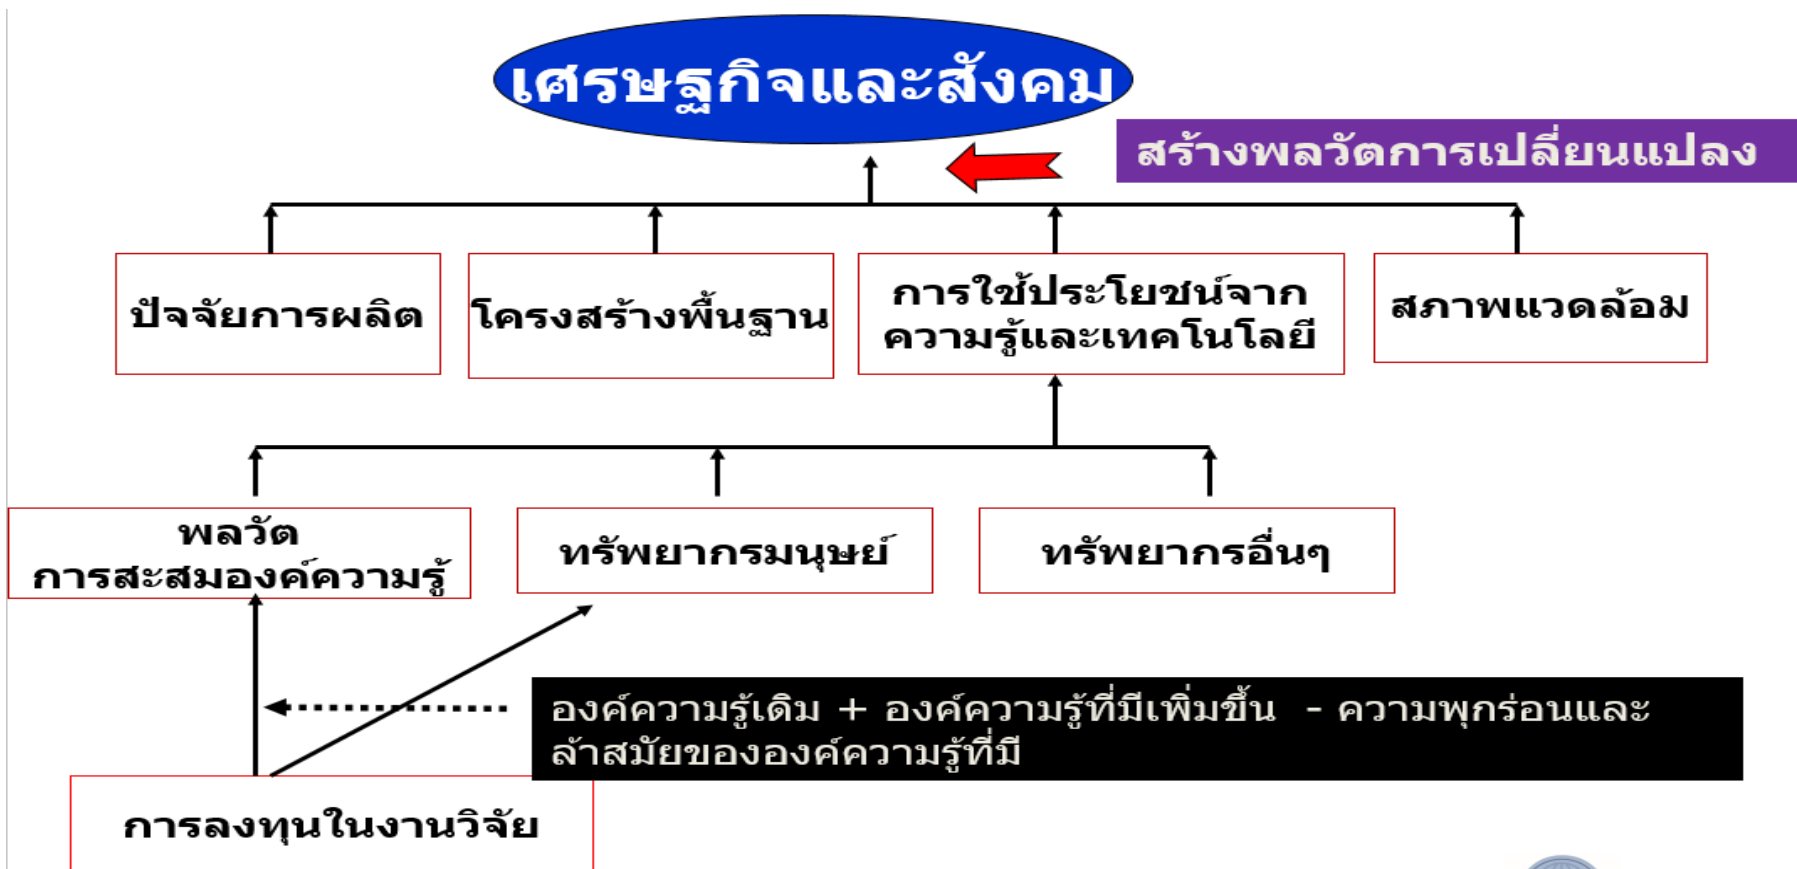 เศรษฐกิจและสังคม
สร้างพลวัตการเปลี่ยนแปลง
ปัจจัยการผลิต
โครงสร้างพื้นฐาน
การใช้ประโยชน์จาก
ความรู้และเทคโนโลยี
สภาพแวดล้อม
พลวัต
การสะสมองค์ความรู้
ทรัพยากรมนุษย์
ทรัพยากรอื่นๆ
องค์ความรู้เดิม + องค์ความรู้ที่มีเพิ่มขึ้น - ความพุกร่อนและ
ล้าสมัยขององค์ความรู้ที่มี
การลงทุนในงานวิจัย